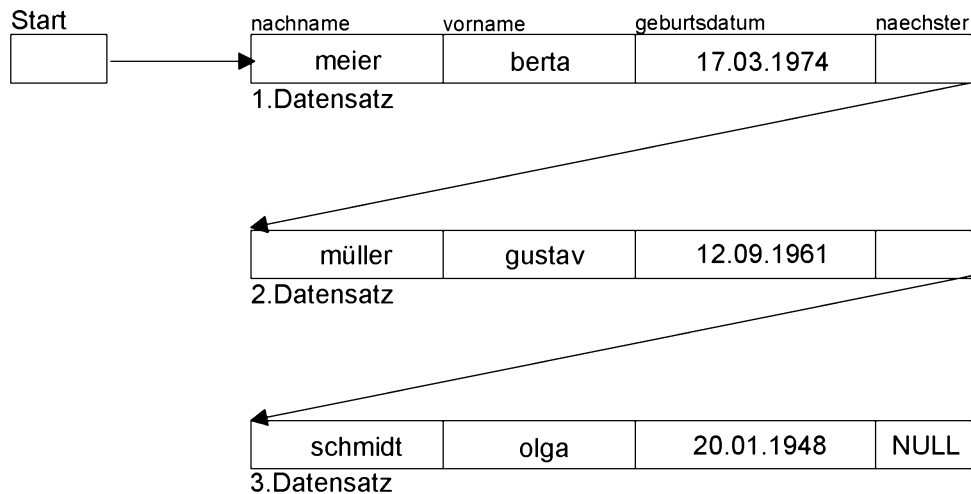 Start
nachname vorname geburtsdatum naechster
meier berta 17.03.1974
1.Datensatz
müller gustav 12.09.1961
2.Datensatz
schmidt olga 20.01.1948 NULL
3.Datensatz